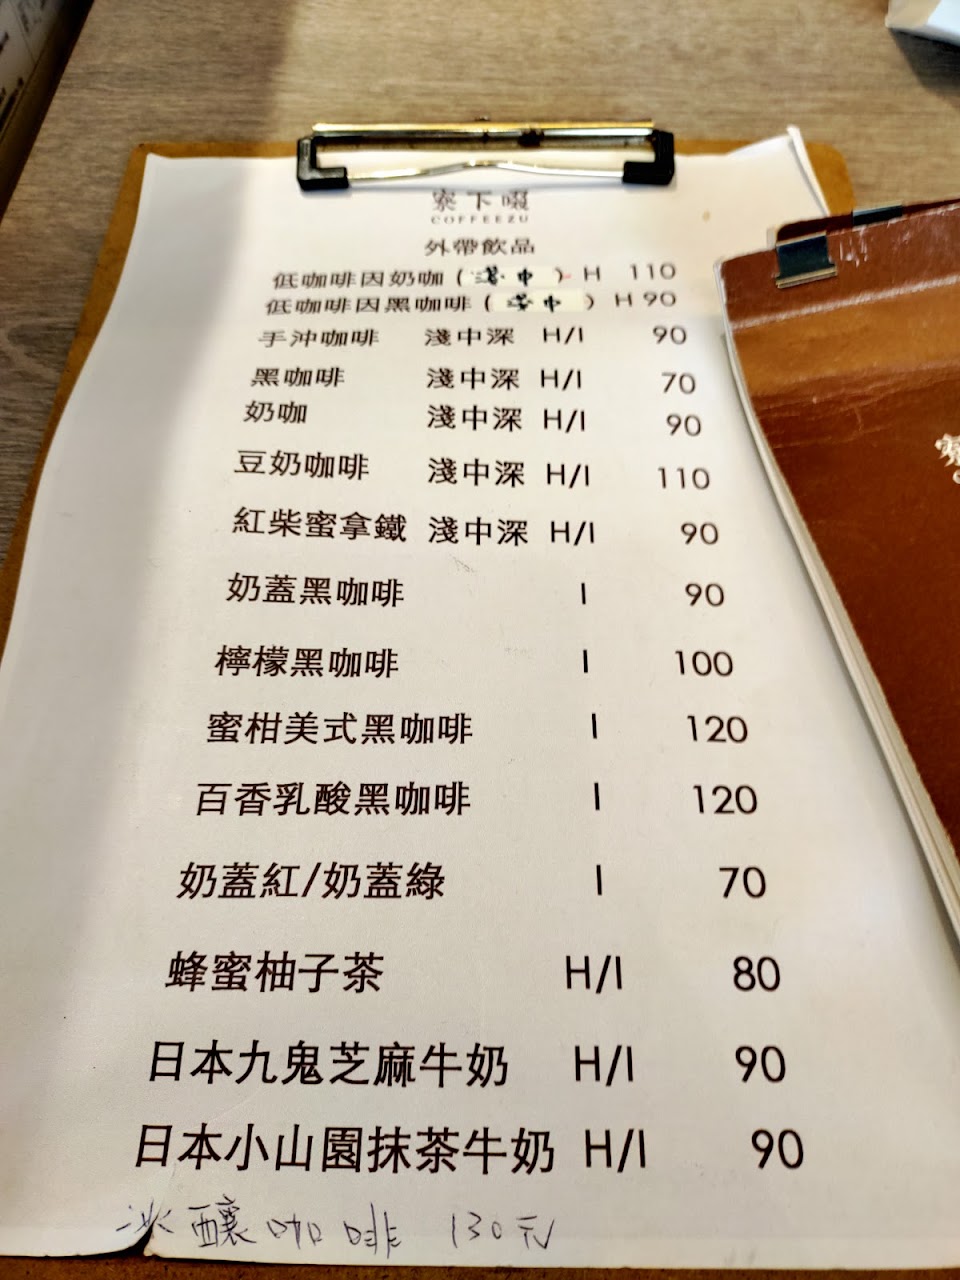 寮下啜
COFFEEZU
外帶飲品
低咖啡因奶咖 ( 淺中 ) H 110
低咖啡因黑咖啡 ( 淺中 ) H 90
手沖咖啡 淺中深 H/I 90
黑咖啡 淺中深 H/I 70
奶咖 淺中深 H/I 90
豆奶咖啡 淺中深 H/I 110
紅柴蜜拿鐵 淺中深 H/I 90
奶蓋黑咖啡 I 90
檸檬黑咖啡 I 100
蜜柑美式黑咖啡 I 120
百香乳酸黑咖啡 I 120
奶蓋紅/奶蓋綠 I 70
蜂蜜柚子茶 H/I 80
日本九鬼芝麻牛奶 H/I 90
日本小山園抹茶牛奶 H/I 90
冰釀咖啡 130元